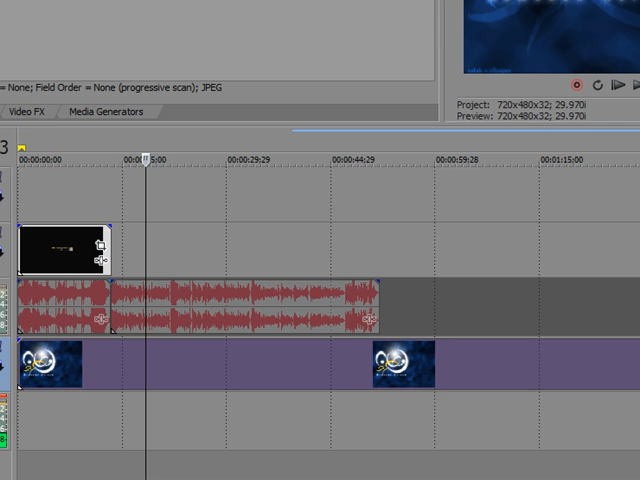 = None; Field Order = None (progressive scan); JPEG
Video FX
Media Generators
Project: 720x480x32; 29.970i
Preview: 720x480x32; 29.970i
3
00:00:00:00
00:00:29:29
00:00:44:29
00:00:59:28
00:01:15:00